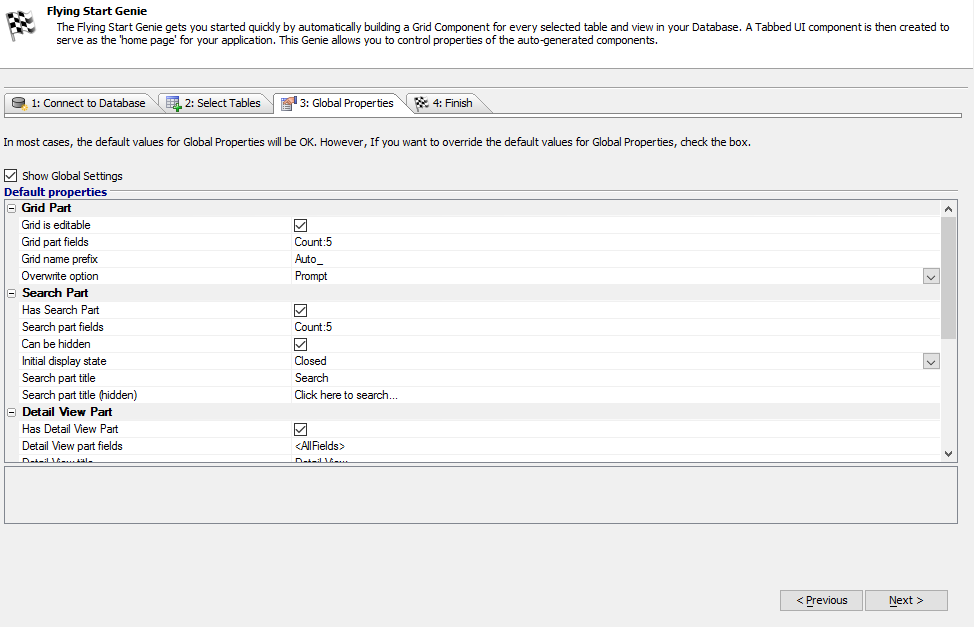 Flying Start Genie
The Flying Start Genie gets you started quickly by automatically building a Grid Component for every selected table and view in your Database. A Tabbed UI component is then created to
serve as the 'home page' for your application. This Genie allows you to control properties of the auto-generated components.
1: Connect to Database 2: Select Tables 3: Global Properties 4: Finish
In most cases, the default values for Global Properties will be OK. However, If you want to override the default values for Global Properties, check the box.
Show Global Settings
Default properties
Grid Part
Grid is editable
Grid part fields Count:5
Grid name prefix Auto_
Overwrite option Prompt
Search Part
Has Search Part
Search part fields Count:5
Can be hidden
Initial display state Closed
Search part title Search
Search part title (hidden) Click here to search...
Detail View Part
Has Detail View Part
Detail View part fields <AllFields>
Detail View title Detail View
< Previous Next >